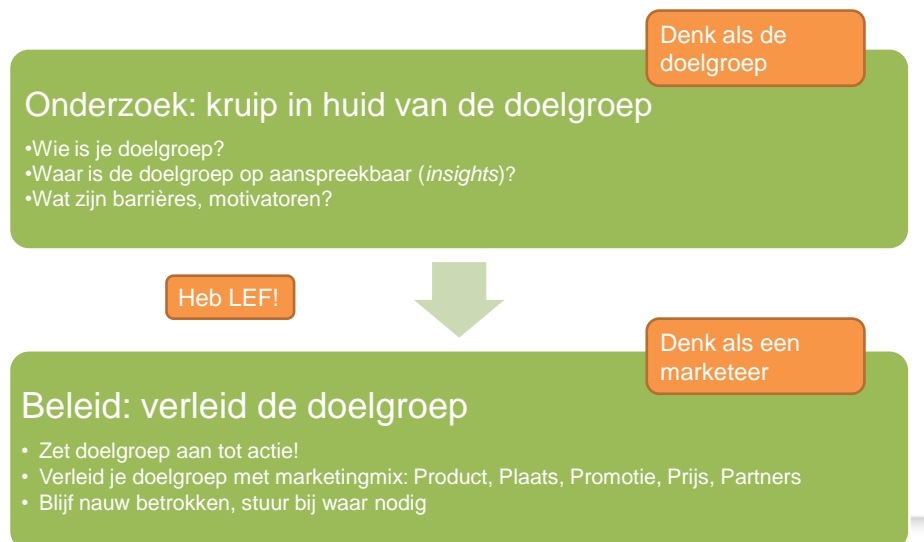 Denk als de
doelgroep
Onderzoek: kruip in huid van de doelgroep
•Wie is je doelgroep?
•Waar is de doelgroep op aanspreekbaar (insights)?
•Wat zijn barrières, motivatoren?
Heb LEF!
Denk als een
marketeer
Beleid: verleid de doelgroep
• Zet doelgroep aan tot actie!
• Verleid je doelgroep met marketingmix: Product, Plaats, Promotie, Prijs, Partners
• Blijf nauw betrokken, stuur bij waar nodig